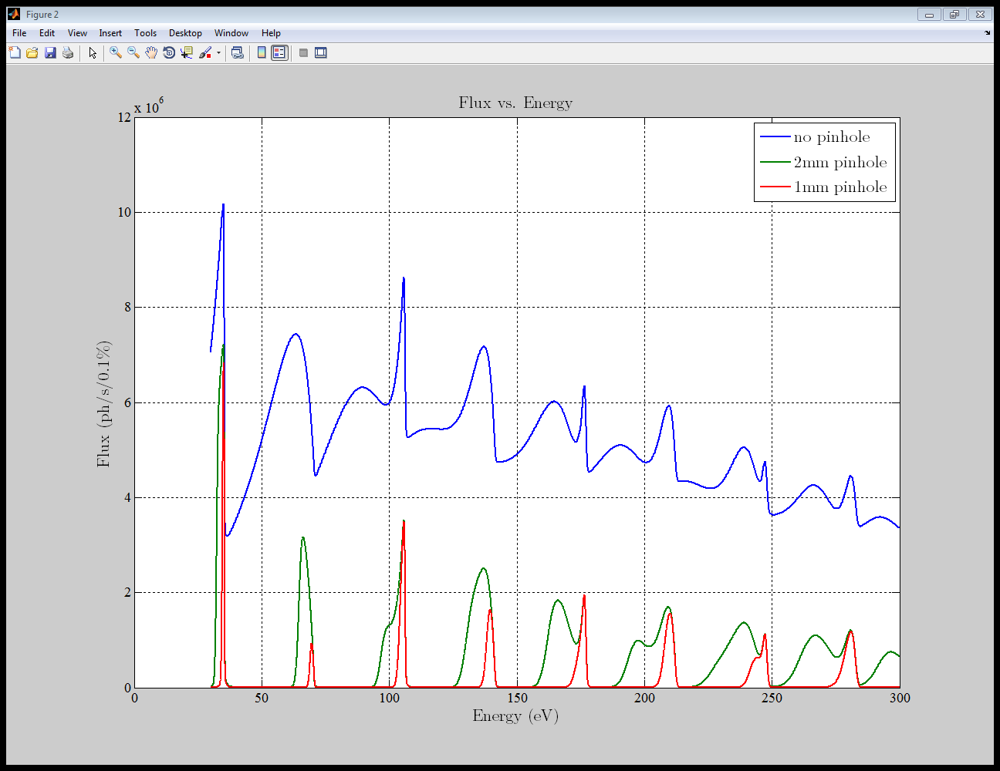 Figure 2
File Edit View Insert Tools Desktop Window Help
Flux vs. Energy
x 10^6
12
10
8
6
4
2
0
Flux (ph/s/0.1%)
no pinhole
2mm pinhole
1mm pinhole
0 50 100 150 200 250 300
Energy (eV)